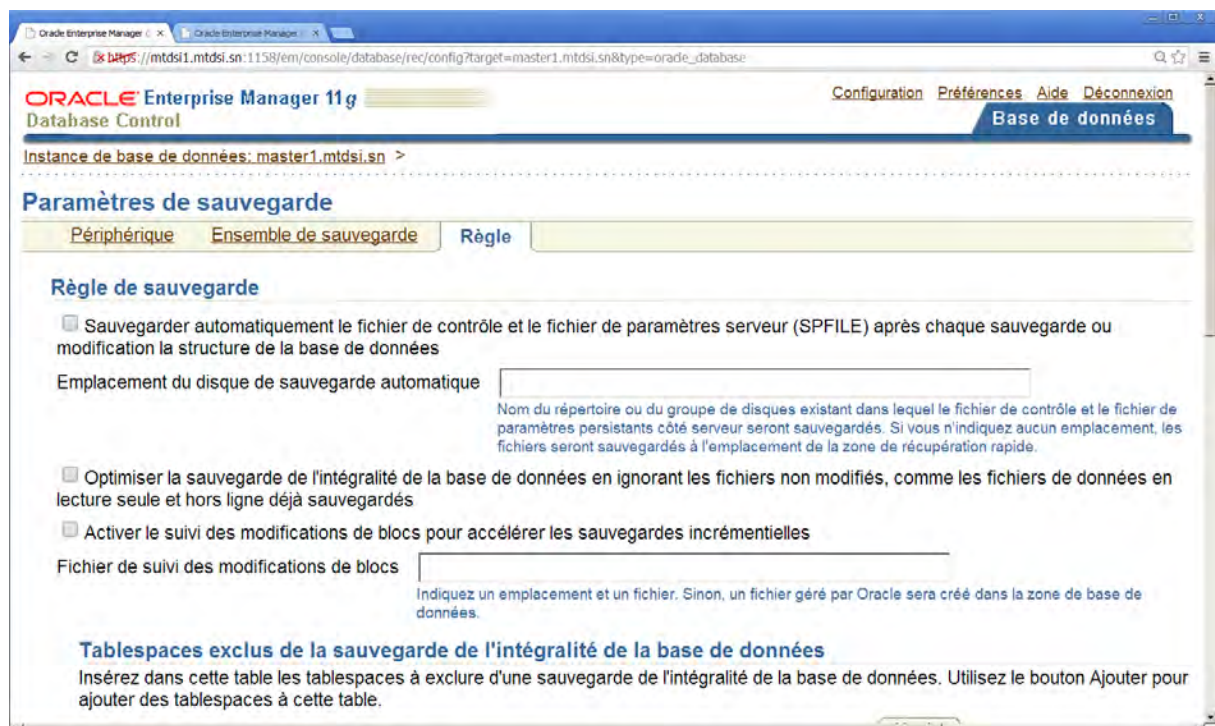 Oracle Enterprise Manager (
Oracle Enterprise Manager
https://mtdsi1.mtdsi.sn:1158/em/console/database/rec/config?target=master1.mtdsi.sn&type=oracle_database
ORACLE Enterprise Manager 11g
Database Control
Configuration Préférences Aide Déconnexion
Base de données
Instance de base de données: master1.mtdsi.sn >
Paramètres de sauvegarde
Périphérique Ensemble de sauvegarde Règle
Règle de sauvegarde
Sauvegarder automatiquement le fichier de contrôle et le fichier de paramètres serveur (SPFILE) après chaque sauvegarde ou
modification la structure de la base de données
Emplacement du disque de sauvegarde automatique
Nom du répertoire ou du groupe de disques existant dans lequel le fichier de contrôle et le fichier de
paramètres persistants côté serveur seront sauvegardés. Si vous n'indiquez aucun emplacement, les
fichiers seront sauvegardés à l'emplacement de la zone de récupération rapide.
Optimiser la sauvegarde de l'intégralité de la base de données en ignorant les fichiers non modifiés, comme les fichiers de données en
lecture seule et hors ligne déjà sauvegardés
Activer le suivi des modifications de blocs pour accélérer les sauvegardes incrémentielles
Fichier de suivi des modifications de blocs
Indiquez un emplacement et un fichier. Sinon, un fichier géré par Oracle sera créé dans la zone de base de
données.
Tablespaces exclus de la sauvegarde de l'intégralité de la base de données
Insérez dans cette table les tablespaces à exclure d'une sauvegarde de l'intégralité de la base de données. Utilisez le bouton Ajouter pour
ajouter des tablespaces à cette table.